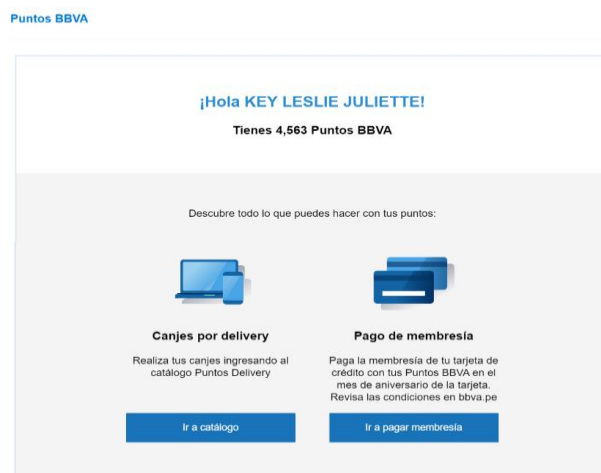 Puntos BBVA
¡Hola KEY LESLIE JULIETTE!
Tienes 4,563 Puntos BBVA
Descubre todo lo que puedes hacer con tus puntos:
Canjes por delivery
Realiza tus canjes ingresando al
catálogo Puntos Delivery
Ir a catálogo
Pago de membresía
Paga la membresía de tu tarjeta de
crédito con tus Puntos BBVA en el
mes de aniversario de la tarjeta.
Revisa las condiciones en bbva.pe
Ir a pagar membresía